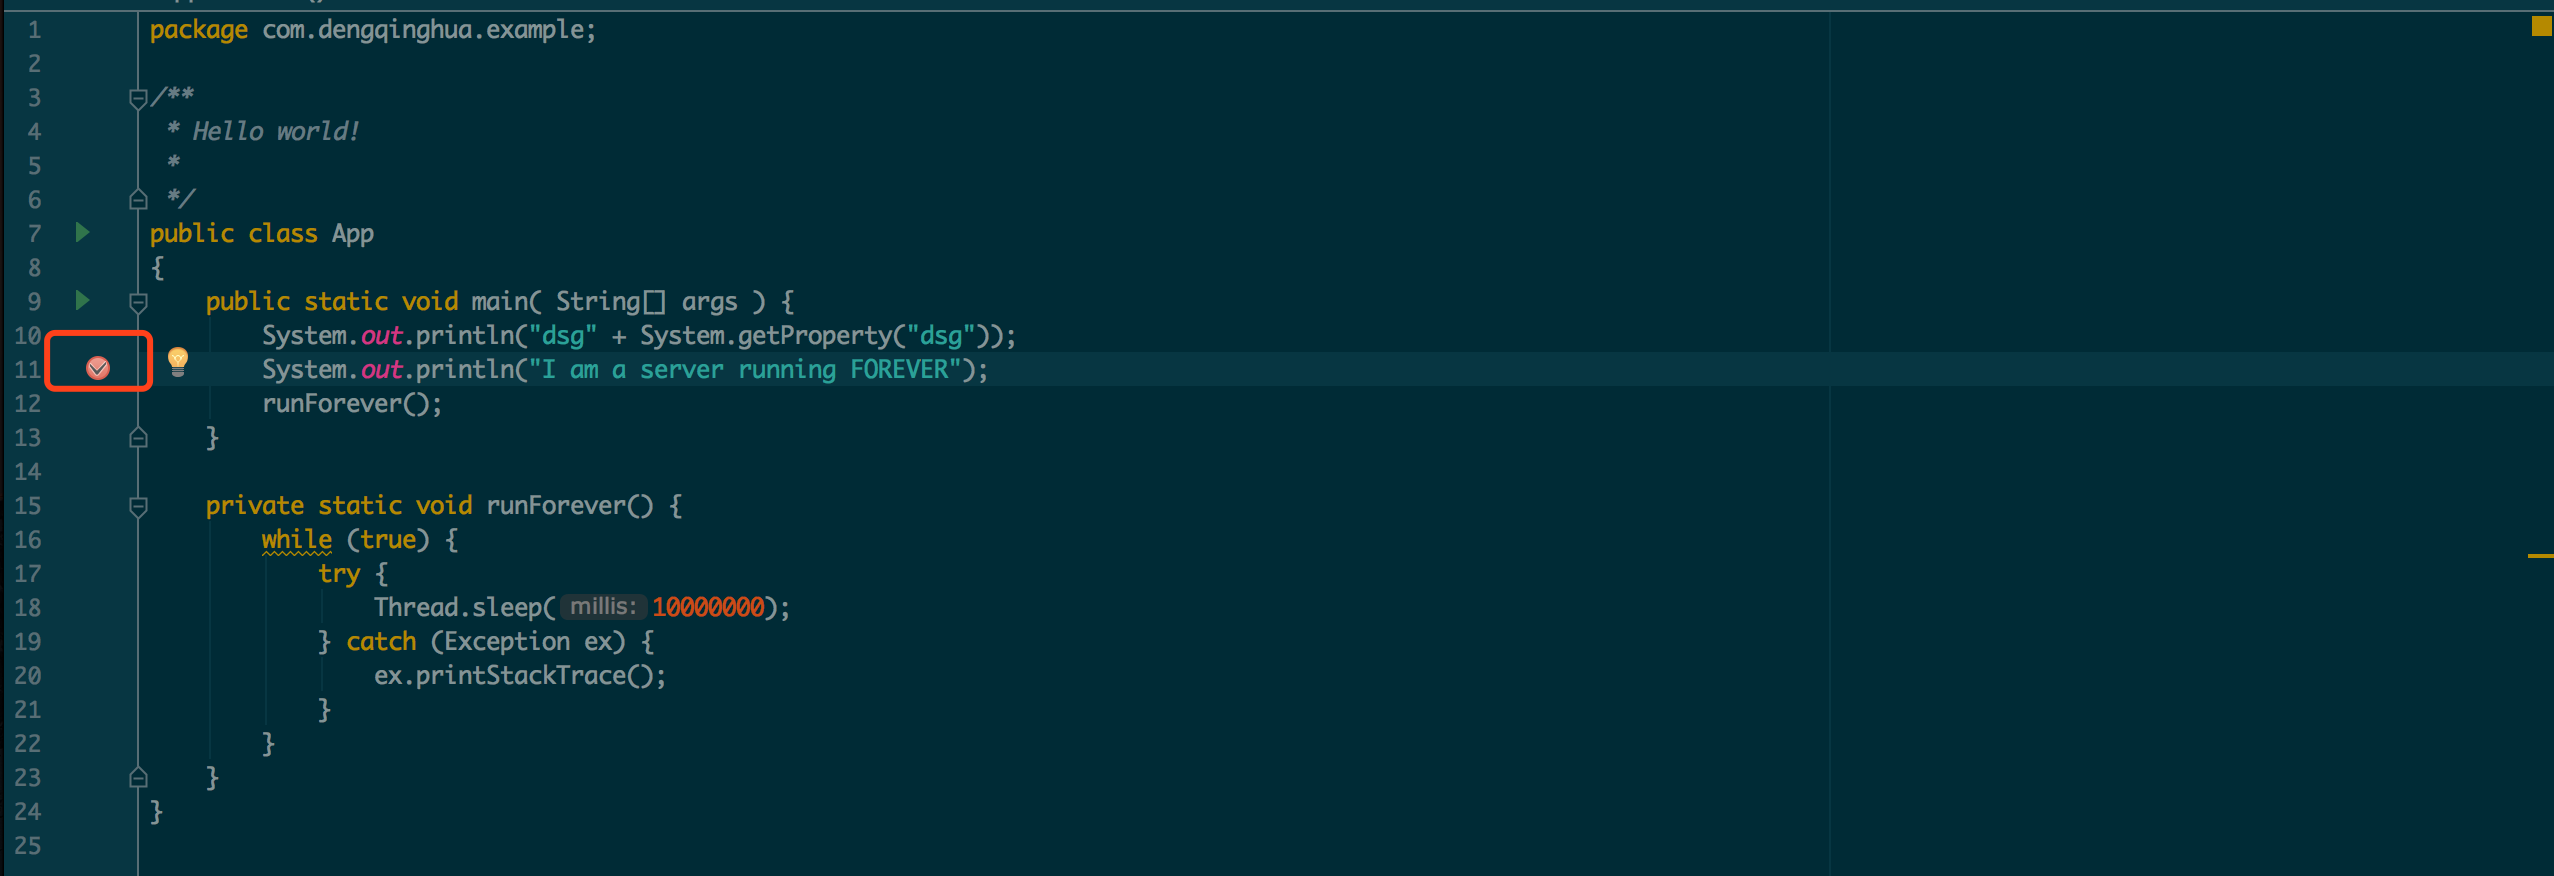 1 package com.dengqinghua.example;
2
3 /**
4  * Hello world!
5  *
6  */
7 public class App
8 {
9     public static void main( String[] args ) {
10         System.out.println("dsg" + System.getProperty("dsg"));
11         System.out.println("I am a server running FOREVER");
12         runForever();
13     }
14
15     private static void runForever() {
16         while (true) {
17             try {
18                 Thread.sleep( millis: 10000000);
19             } catch (Exception ex) {
20                 ex.printStackTrace();
21             }
22         }
23     }
24 }
25